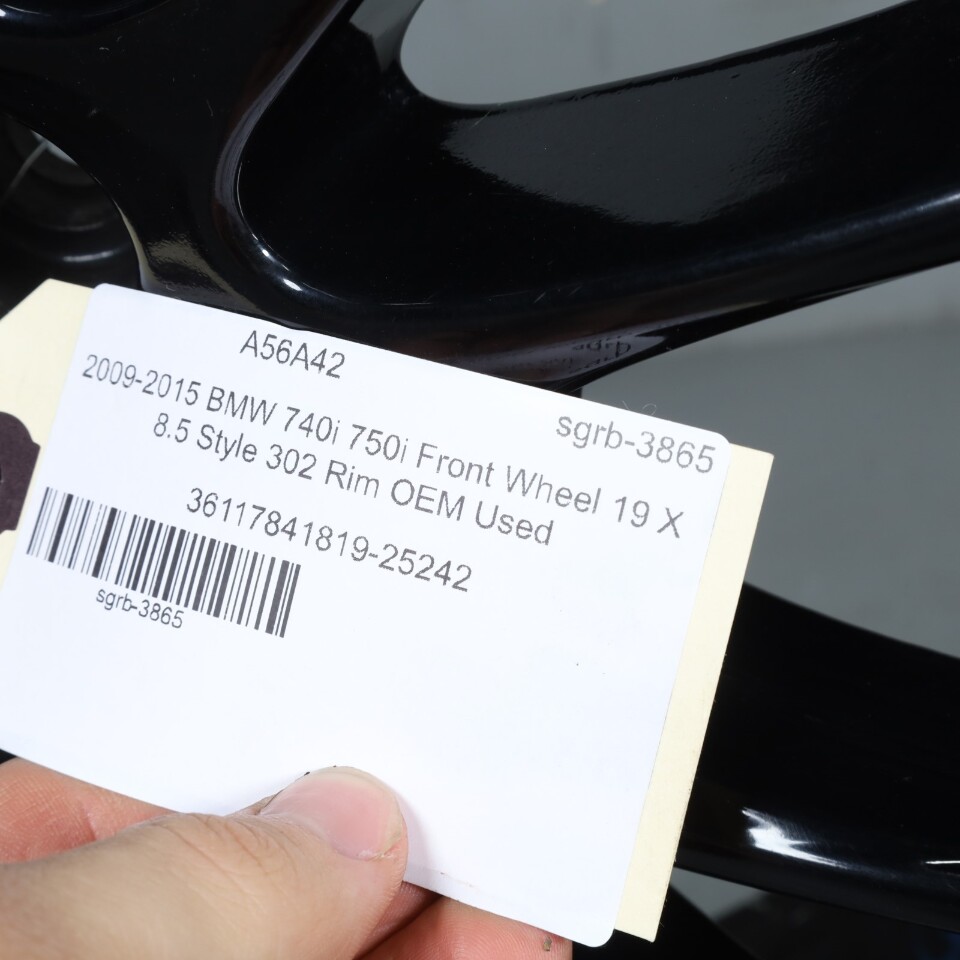 A56A42
sgrb-3865
2009-2015 BMW 740i 750i Front Wheel 19 X
8.5 Style 302 Rim OEM Used
36117841819-25242
sgrb-3865